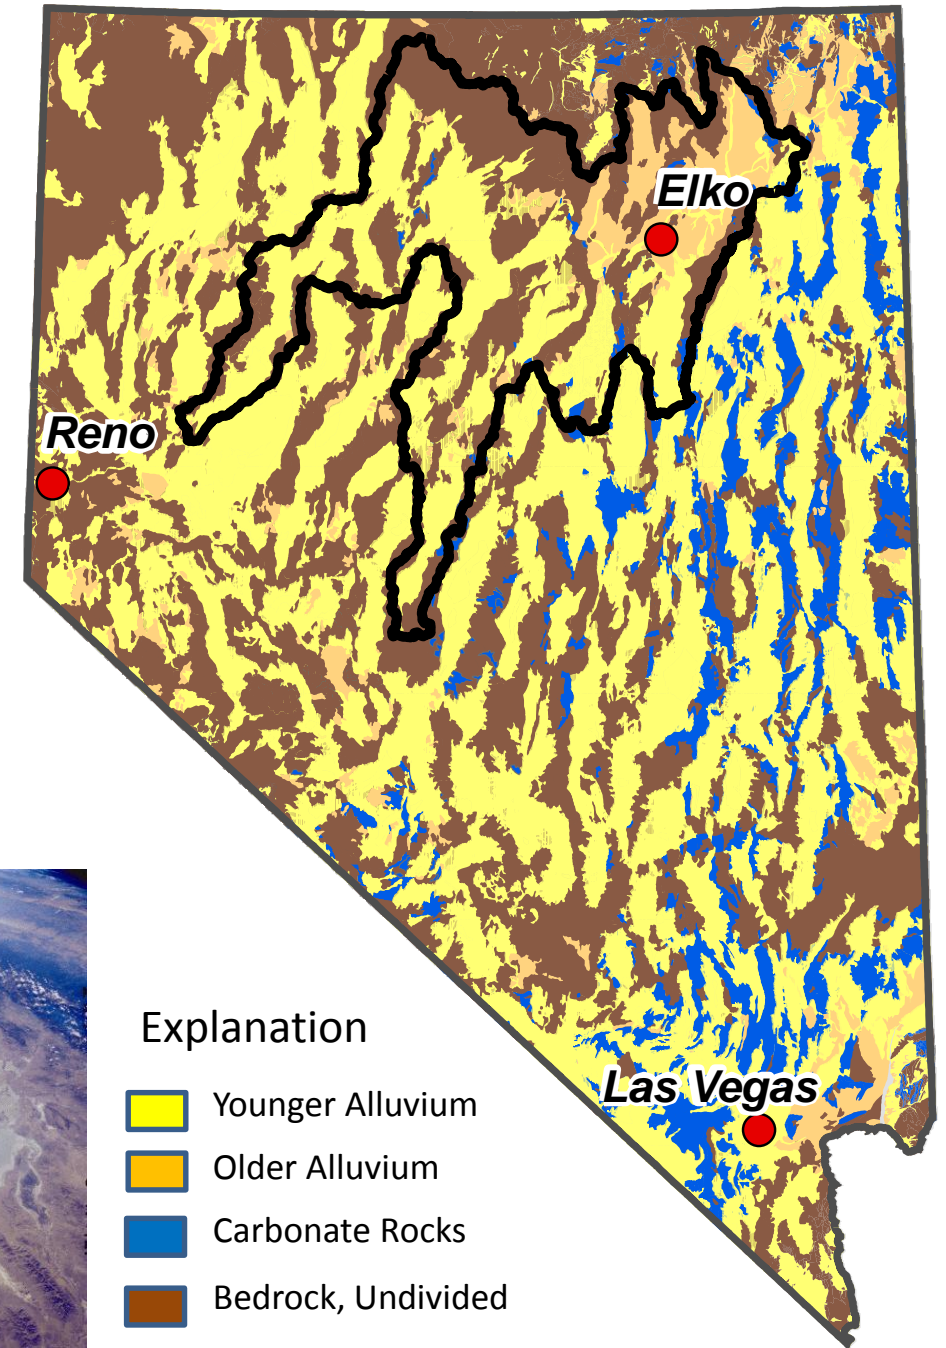 Elko
Reno
Las Vegas
Explanation
Younger Alluvium
Older Alluvium
Carbonate Rocks
Bedrock, Undivided